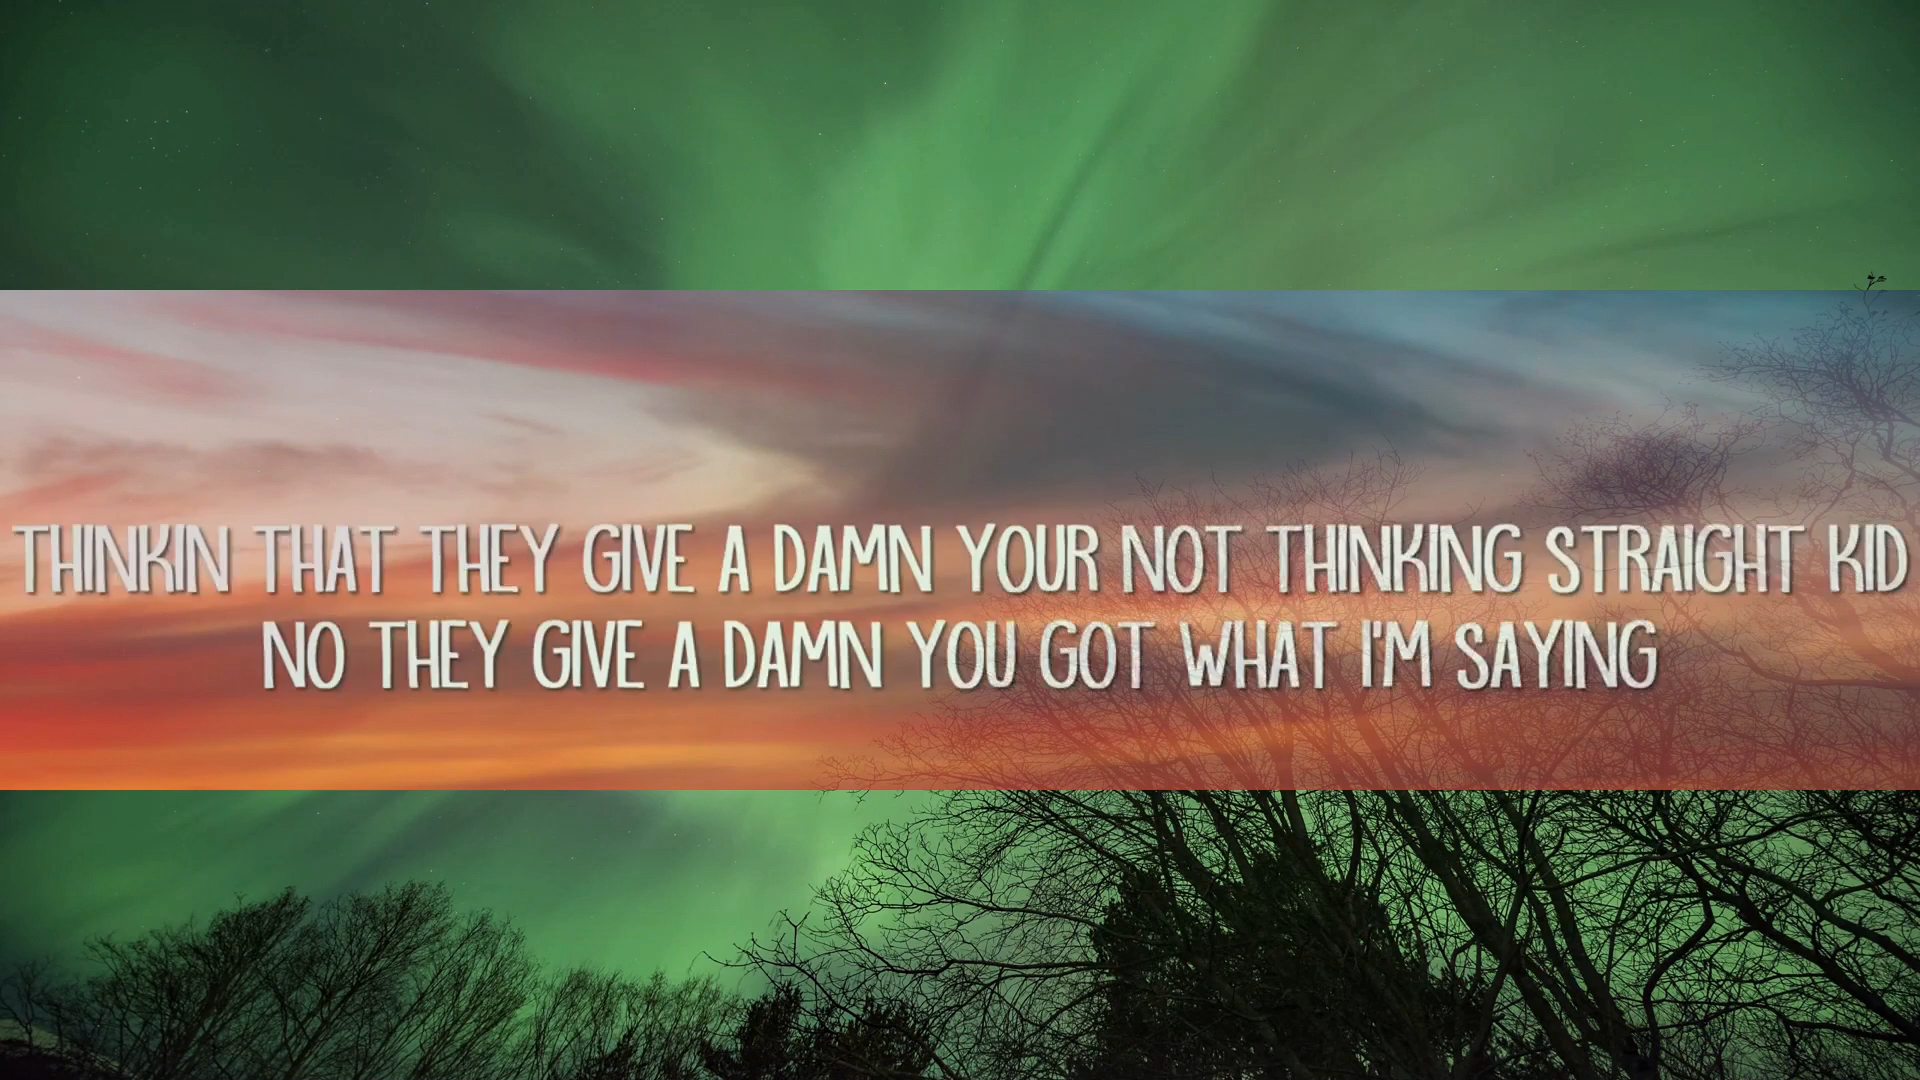 THINKIN THAT THEY GIVE A DAMN YOUR NOT THINKING STRAIGHT KID
NO THEY GIVE A DAMN YOU GOT WHAT I'M SAYING